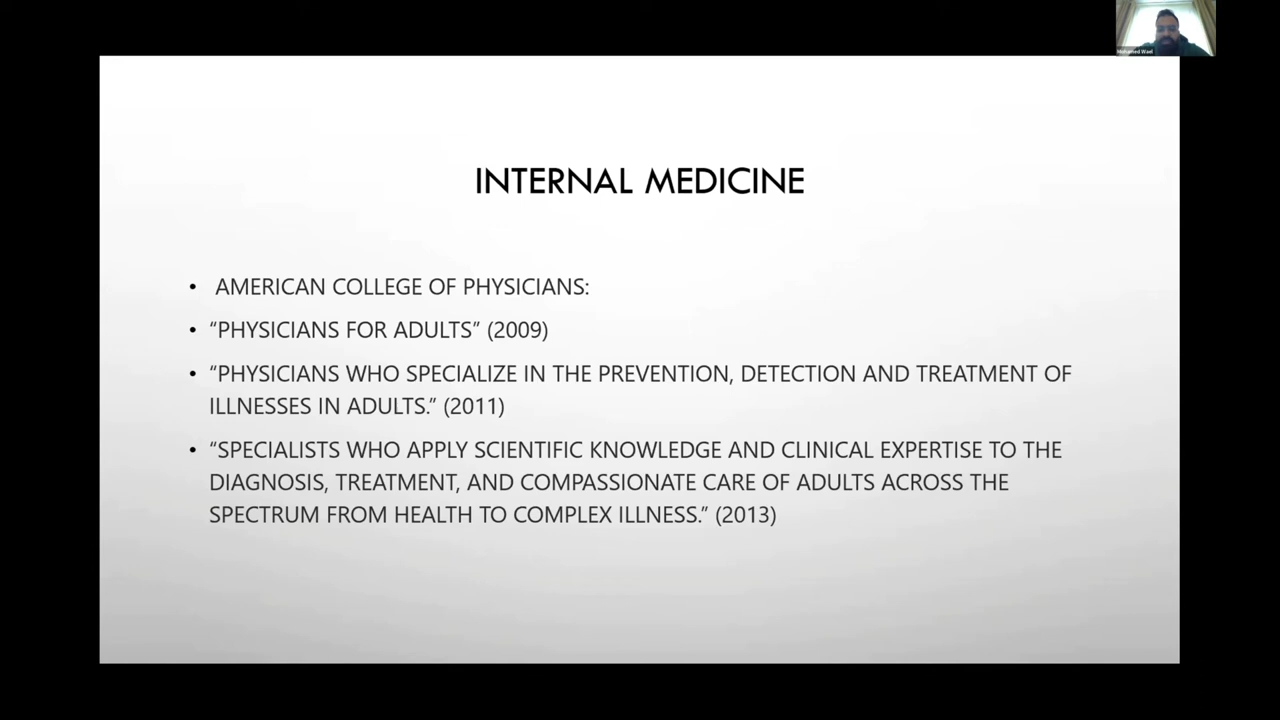 Mohamed Wael
INTERNAL MEDICINE
• AMERICAN COLLEGE OF PHYSICIANS:
• “PHYSICIANS FOR ADULTS” (2009)
• “PHYSICIANS WHO SPECIALIZE IN THE PREVENTION, DETECTION AND TREATMENT OF
ILLNESSES IN ADULTS.” (2011)
• “SPECIALISTS WHO APPLY SCIENTIFIC KNOWLEDGE AND CLINICAL EXPERTISE TO THE
DIAGNOSIS, TREATMENT, AND COMPASSIONATE CARE OF ADULTS ACROSS THE
SPECTRUM FROM HEALTH TO COMPLEX ILLNESS.” (2013)